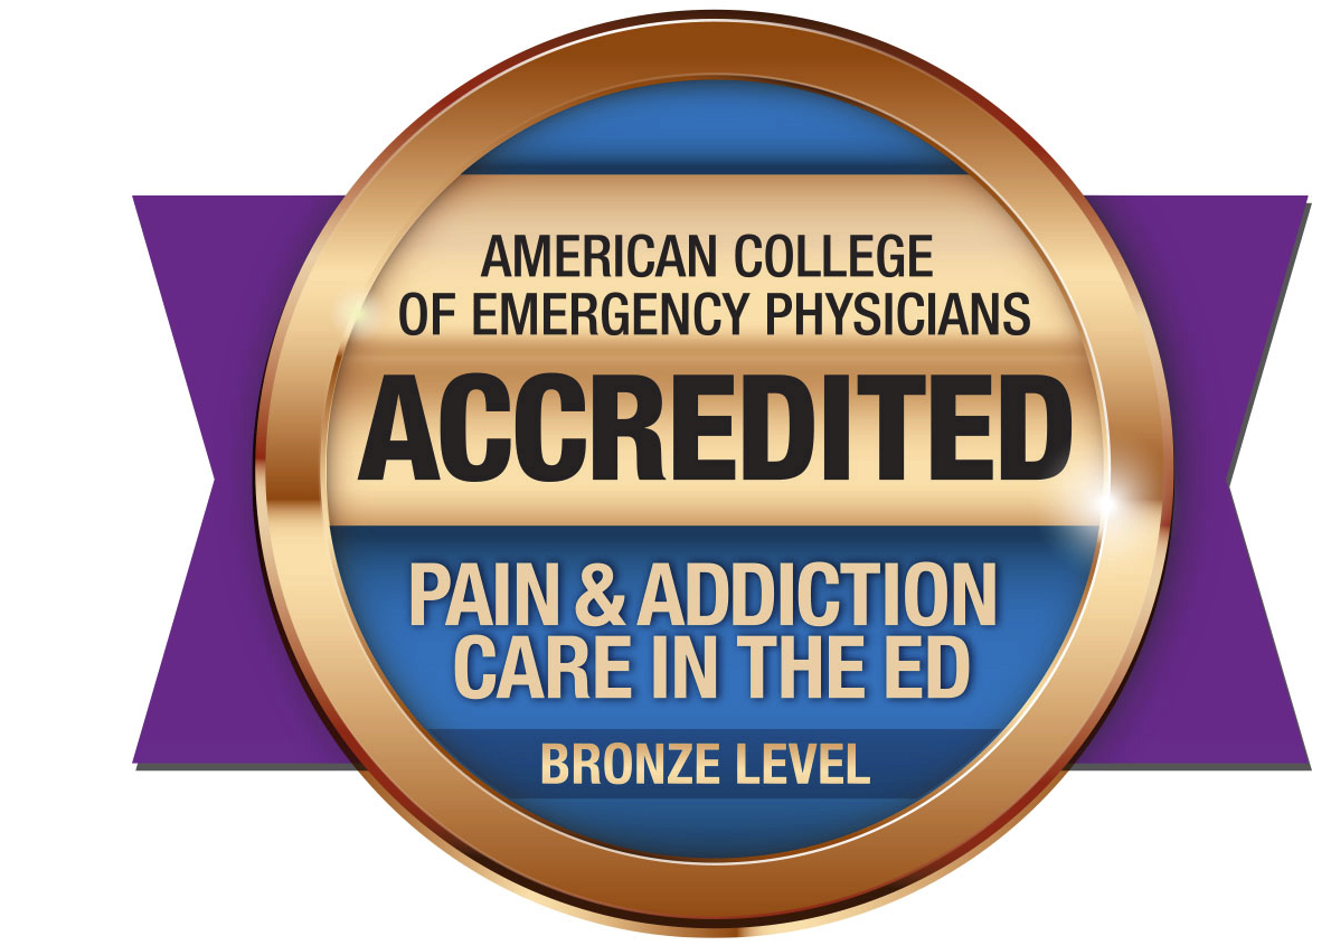 AMERICAN COLLEGE
OF EMERGENCY PHYSICIANS
ACCREDITED
PAIN & ADDICTION
CARE IN THE ED
BRONZE LEVEL